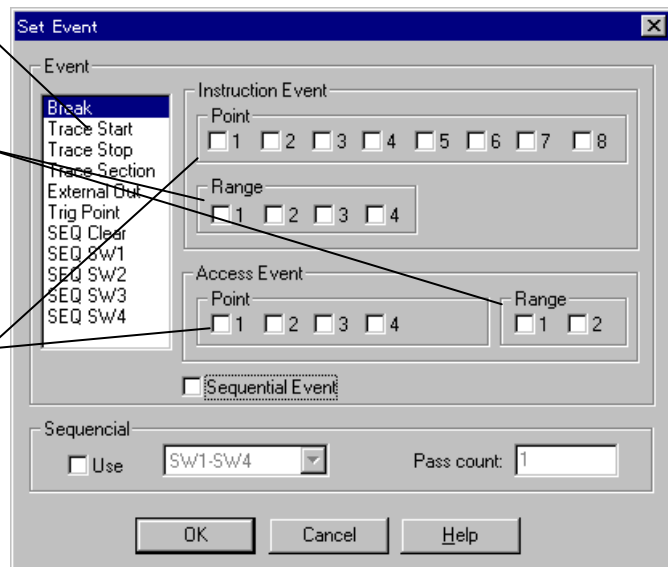 Set Event
Event
Break
Trace Start
Trace Stop
Trace Section
External Out
Trig Point
SEQ Clear
SEQ SW1
SEQ SW2
SEQ SW3
SEQ SW4
Instruction Event
Point
1 2 3 4 5 6 7 8
Range
1 2 3 4
Access Event
Point
1 2 3 4
Range
1 2
Sequential Event
Sequencial
Use SW1-SW4 Pass count: 1
OK Cancel Help